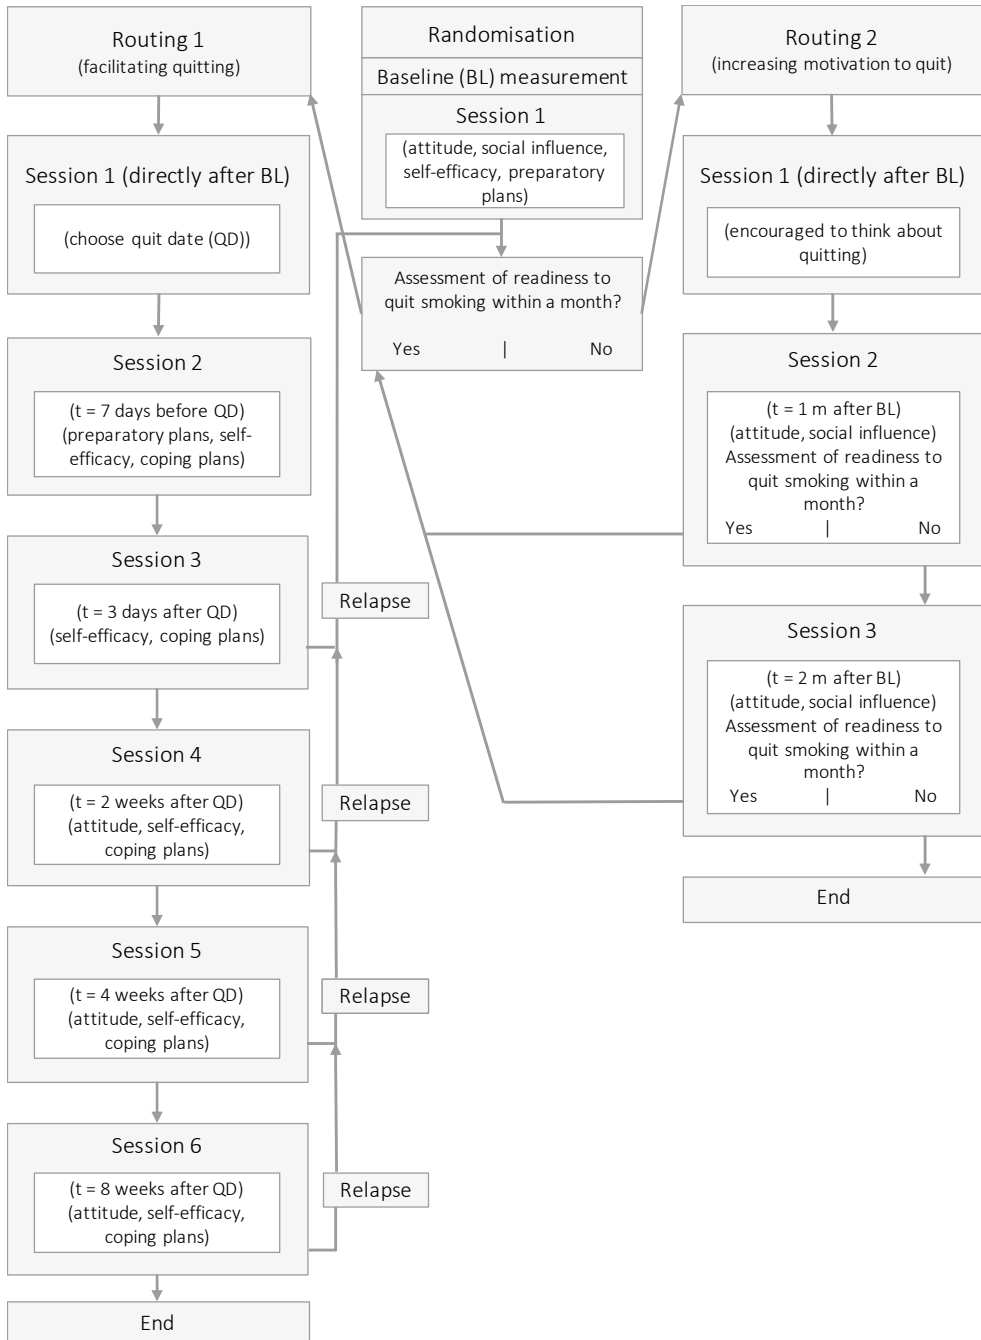 Routing 1
(facilitating quitting)
Session 1 (directly after BL)
(choose quit date (QD))
Session 2
(t = 7 days before QD)
(preparatory plans, self-
efficacy, coping plans)
Session 3
(t = 3 days after QD)
(self-efficacy, coping plans)
Session 4
(t = 2 weeks after QD)
(attitude, self-efficacy,
coping plans)
Session 5
(t = 4 weeks after QD)
(attitude, self-efficacy,
coping plans)
Session 6
(t = 8 weeks after QD)
(attitude, self-efficacy,
coping plans)
End
Randomisation
Baseline (BL) measurement
Session 1
(attitude, social influence,
self-efficacy, preparatory
plans)
Assessment of readiness to
quit smoking within a month?
Yes | No
Relapse
Relapse
Relapse
Relapse
Routing 2
(increasing motivation to quit)
Session 1 (directly after BL)
(encouraged to think about
quitting)
Session 2
(t = 1 m after BL)
(attitude, social influence)
Assessment of readiness to
quit smoking within a
month?
Yes | No
Session 3
(t = 2 m after BL)
(attitude, social influence)
Assessment of readiness to
quit smoking within a
month?
Yes | No
End